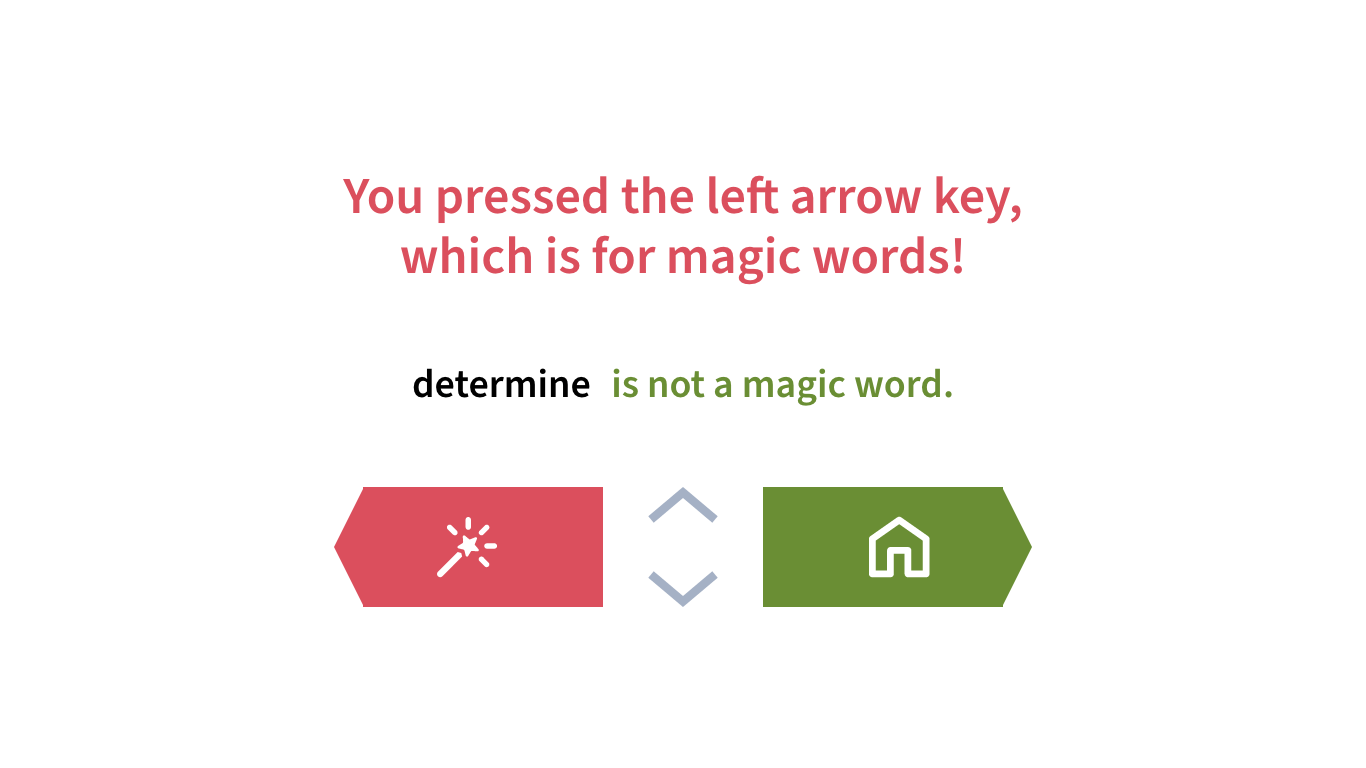 You pressed the left arrow key,
which is for magic words!
determine is not a magic word.